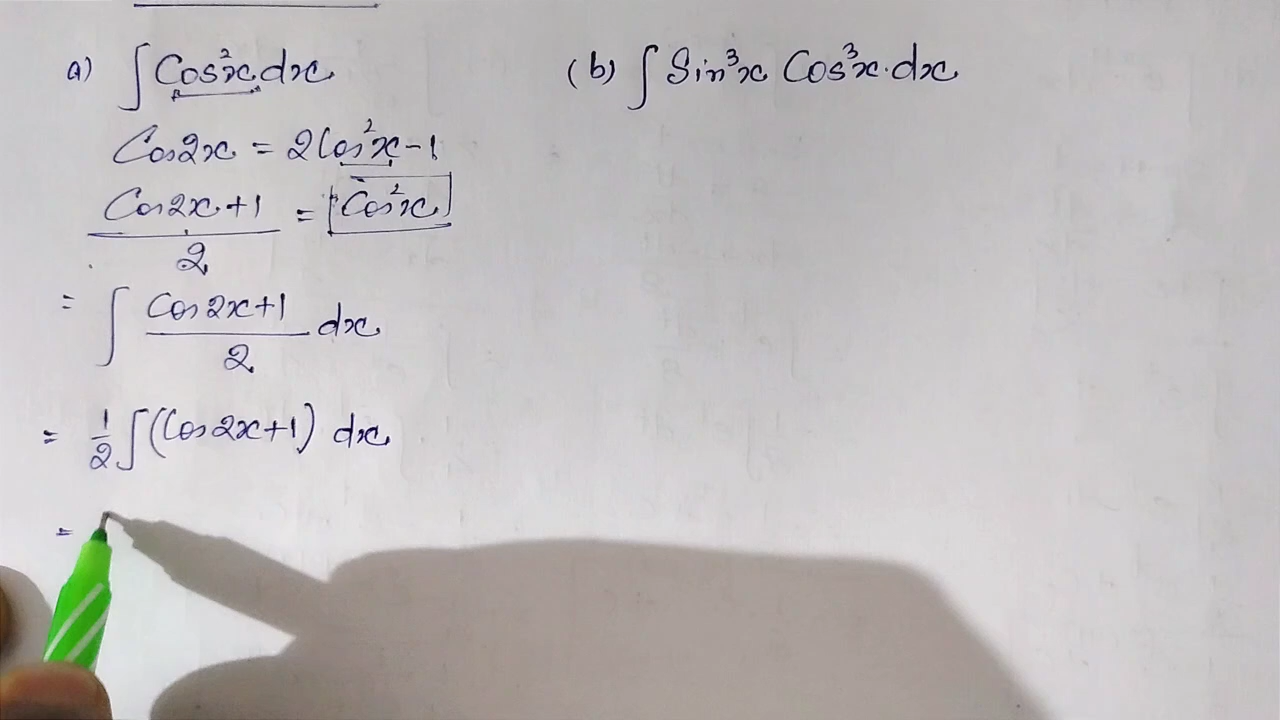 a) ∫ Cos²x dx
Cos2x = 2Cos²x - 1
Cos2x + 1 / 2 = Cos²x
= ∫ Cos2x+1 / 2 dx
= 1/2 ∫ (Cos2x+1) dx
=
(b) ∫ Sin³x Cos³x. dx